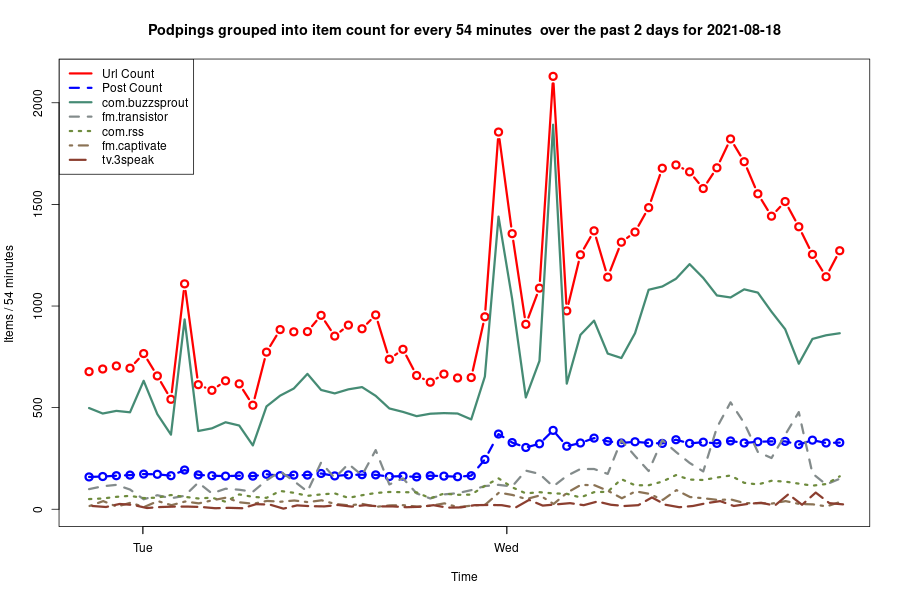 Podpings grouped into item count for every 54 minutes  over the past 2 days for 2021-08-18
Url Count
Post Count
com.buzzsprout
fm.transistor
com.rss
fm.captivate
tv.3speak
Items / 54 minutes
2000
1500
1000
500
0
Tue
Wed
Time